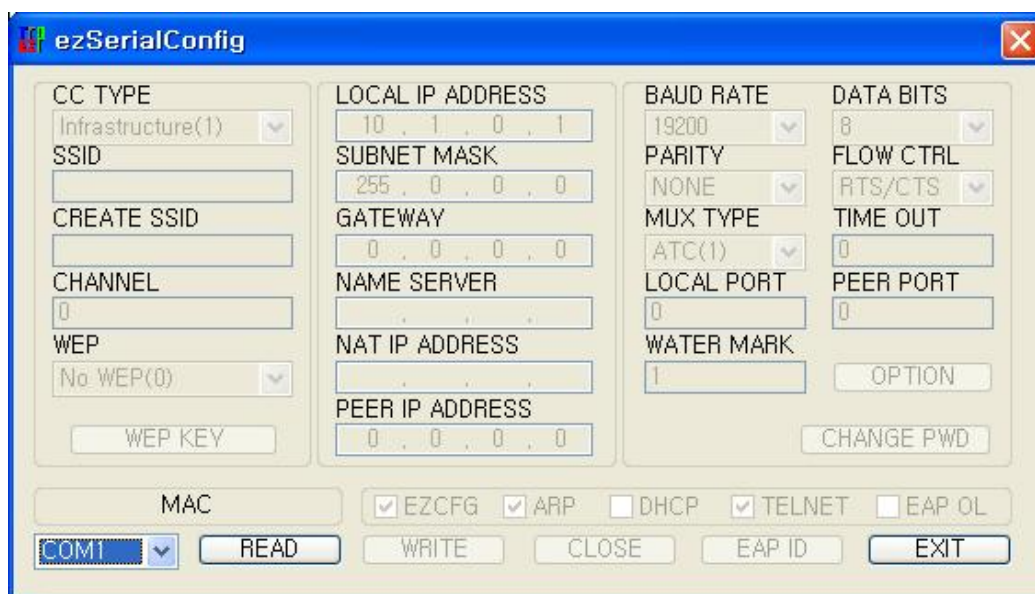 ezSerialConfig
CC TYPE
Infrastructure(1)
SSID
CREATE SSID
CHANNEL
0
WEP
No WEP(0)
WEP KEY
LOCAL IP ADDRESS
10 . 1 . 0 . 1
SUBNET MASK
255 . 0 . 0 . 0
GATEWAY
0 . 0 . 0 . 0
NAME SERVER
. . .
NAT IP ADDRESS
. . .
PEER IP ADDRESS
0 . 0 . 0 . 0
BAUD RATE DATA BITS
19200 8
PARITY FLOW CTRL
NONE RTS/CTS
MUX TYPE TIME OUT
ATC(1) 0
LOCAL PORT PEER PORT
0 0
WATER MARK
1 OPTION
CHANGE PWD
MAC EZCFG ARP DHCP TELNET EAP OL
COM1 READ WRITE CLOSE EAP ID EXIT